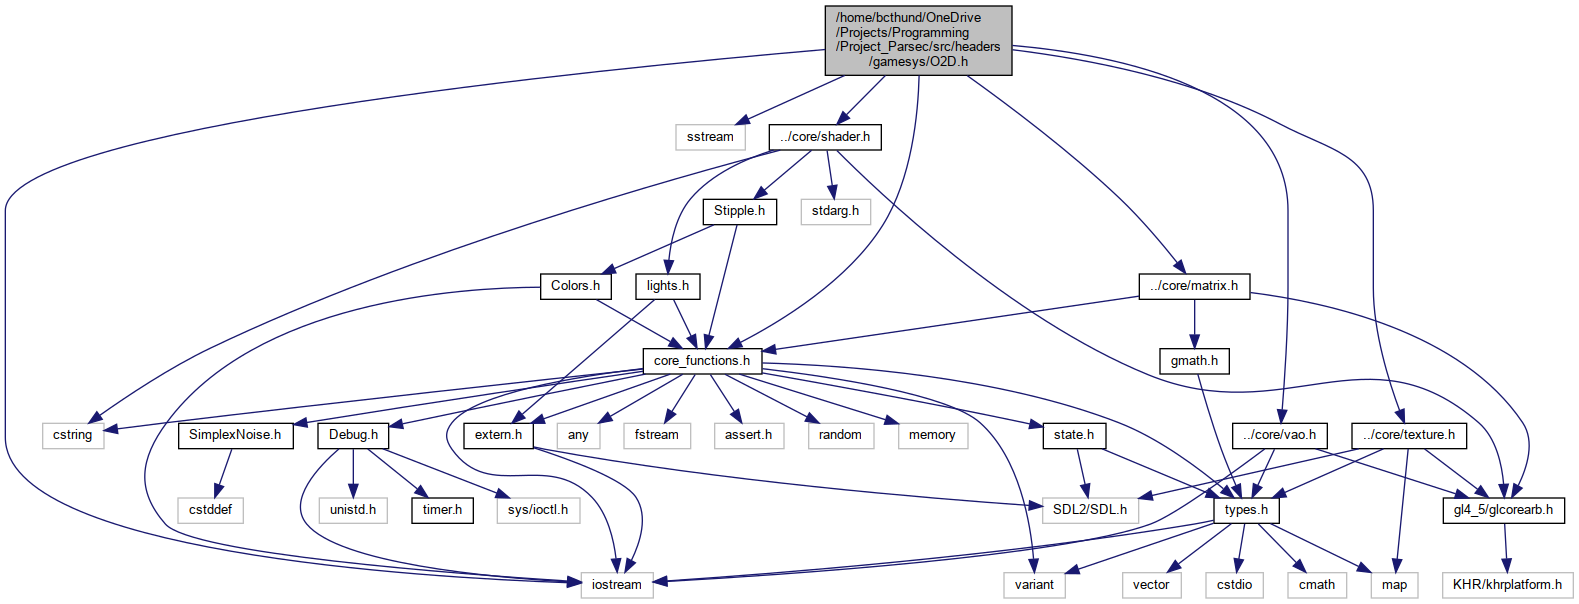 /home/bcthund/OneDrive
/Projects/Programming
/Project_Parsec/src/headers
/gamesys/O2D.h
sstream
../core/shader.h
Stipple.h
stdarg.h
Colors.h
lights.h
../core/matrix.h
core_functions.h
gmath.h
cstring
SimplexNoise.h
Debug.h
extern.h
any
fstream
assert.h
random
memory
state.h
../core/vao.h
../core/texture.h
cstddef
unistd.h
timer.h
sys/ioctl.h
SDL2/SDL.h
types.h
gl4_5/glcorearb.h
iostream
variant
vector
cstdio
cmath
map
KHR/khrplatform.h